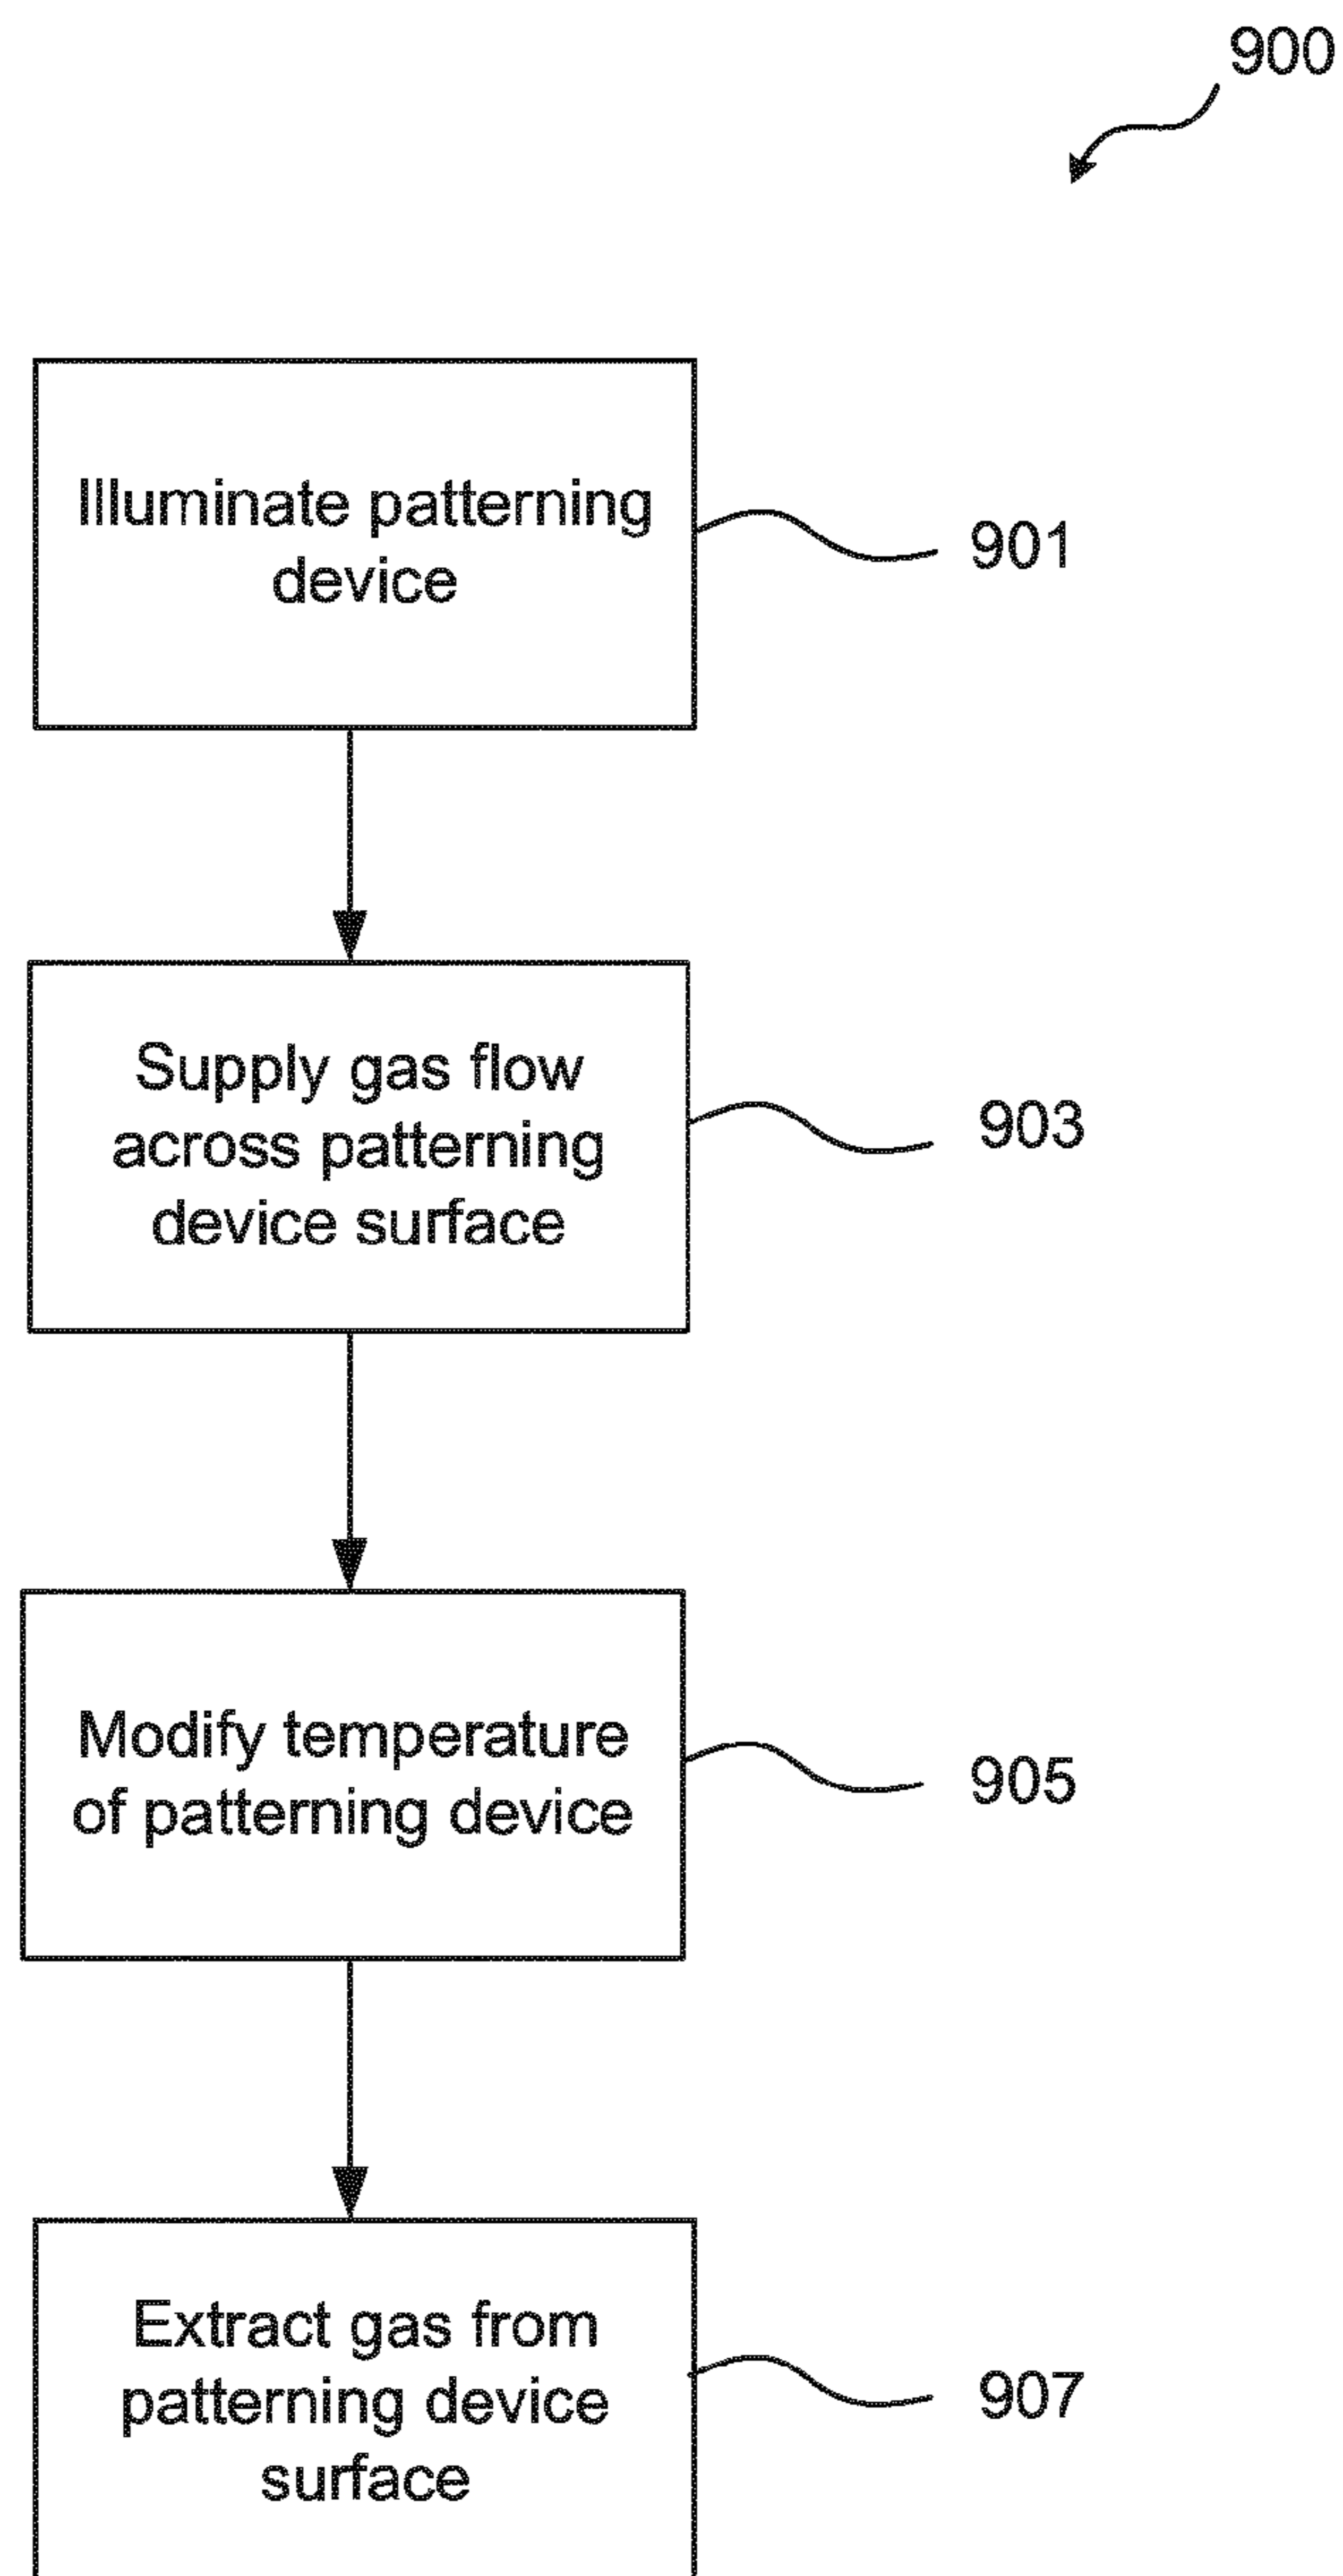 900
Illuminate patterning
device
901
Supply gas flow
across patterning
device surface
903
Modify temperature
of patterning device
905
Extract gas from
patterning device
surface
907